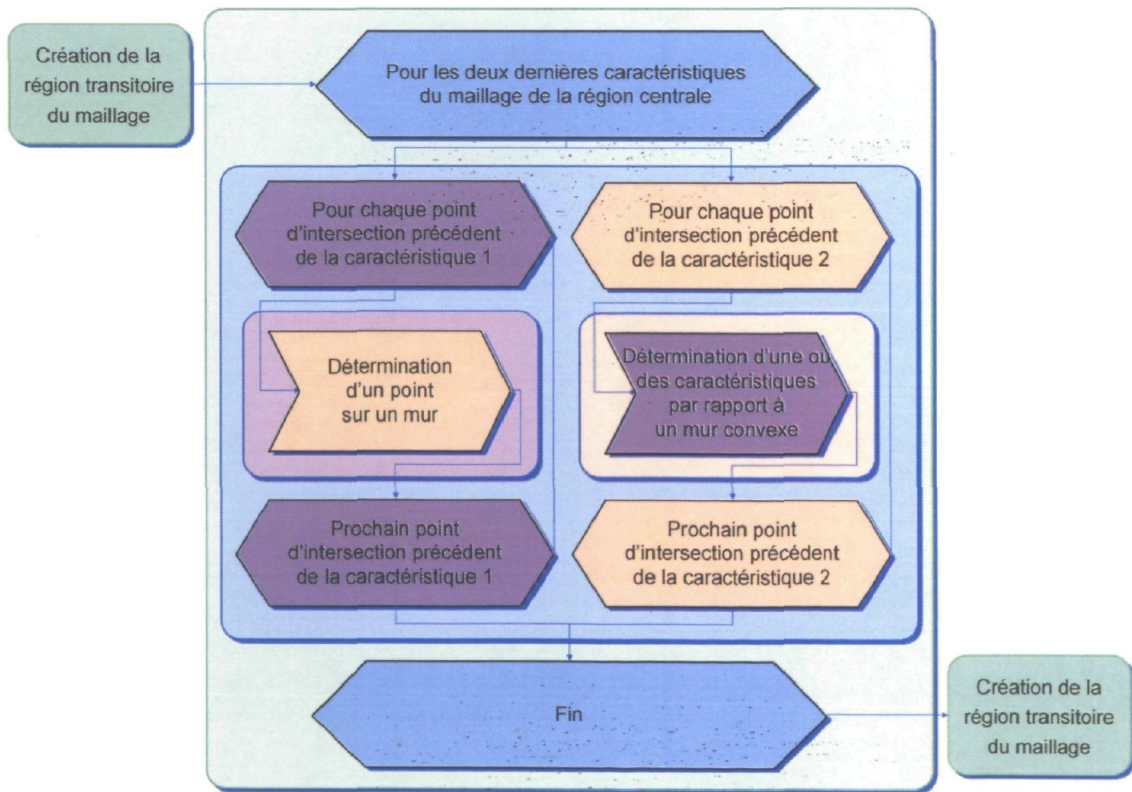 Création de la
région transitoire
du maillage
Pour les deux dernières caractéristiques
du maillage de la région centrale
Pour chaque point
d'intersection précédent
de la caractéristique 1
Pour chaque point
d'intersection précédent
de la caractéristique 2
Détermination
d'un point
sur un mur
Détermination d'une ou
des caractéristiques
par rapport à
un mur convexe
Prochain point
d'intersection précédent
de la caractéristique 1
Prochain point
d'intersection précédent
de la caractéristique 2
Fin
Création de la
région transitoire
du maillage